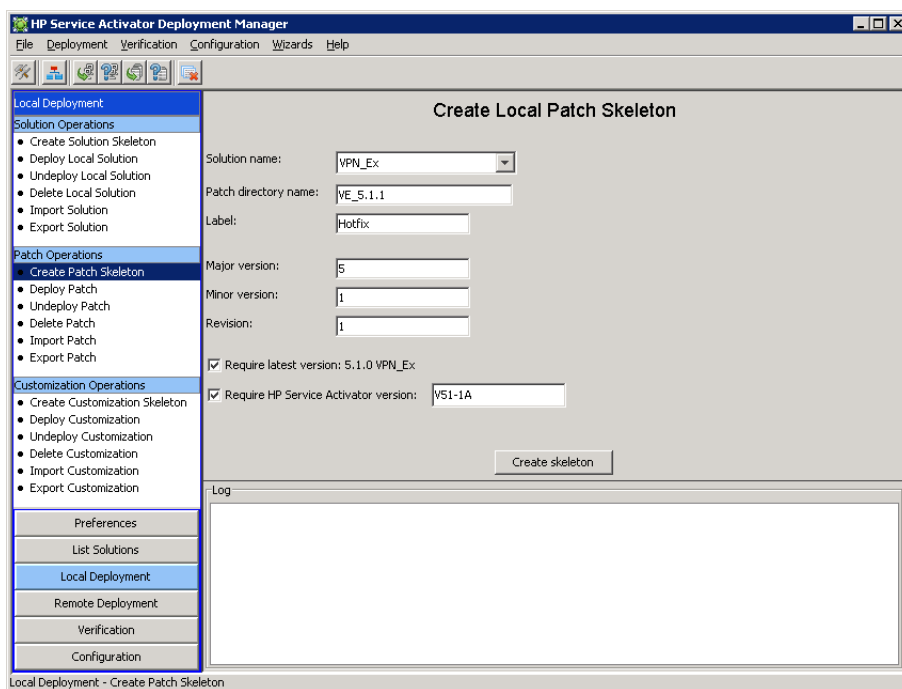 HP Service Activator Deployment Manager
File Deployment Verification Configuration Wizards Help
Local Deployment
Solution Operations
Create Solution Skeleton
Deploy Local Solution
Undeploy Local Solution
Delete Local Solution
Import Solution
Export Solution
Patch Operations
Create Patch Skeleton
Deploy Patch
Undeploy Patch
Delete Patch
Import Patch
Export Patch
Customization Operations
Create Customization Skeleton
Deploy Customization
Undeploy Customization
Delete Customization
Import Customization
Export Customization
Preferences
List Solutions
Local Deployment
Remote Deployment
Verification
Configuration
Create Local Patch Skeleton
Solution name: VPN_Ex
Patch directory name: VE_5.1.1
Label: Hotfix
Major version: 5
Minor version: 1
Revision: 1
Require latest version: 5.1.0 VPN_Ex
Require HP Service Activator version: V51-1A
Create skeleton
Log
Local Deployment - Create Patch Skeleton